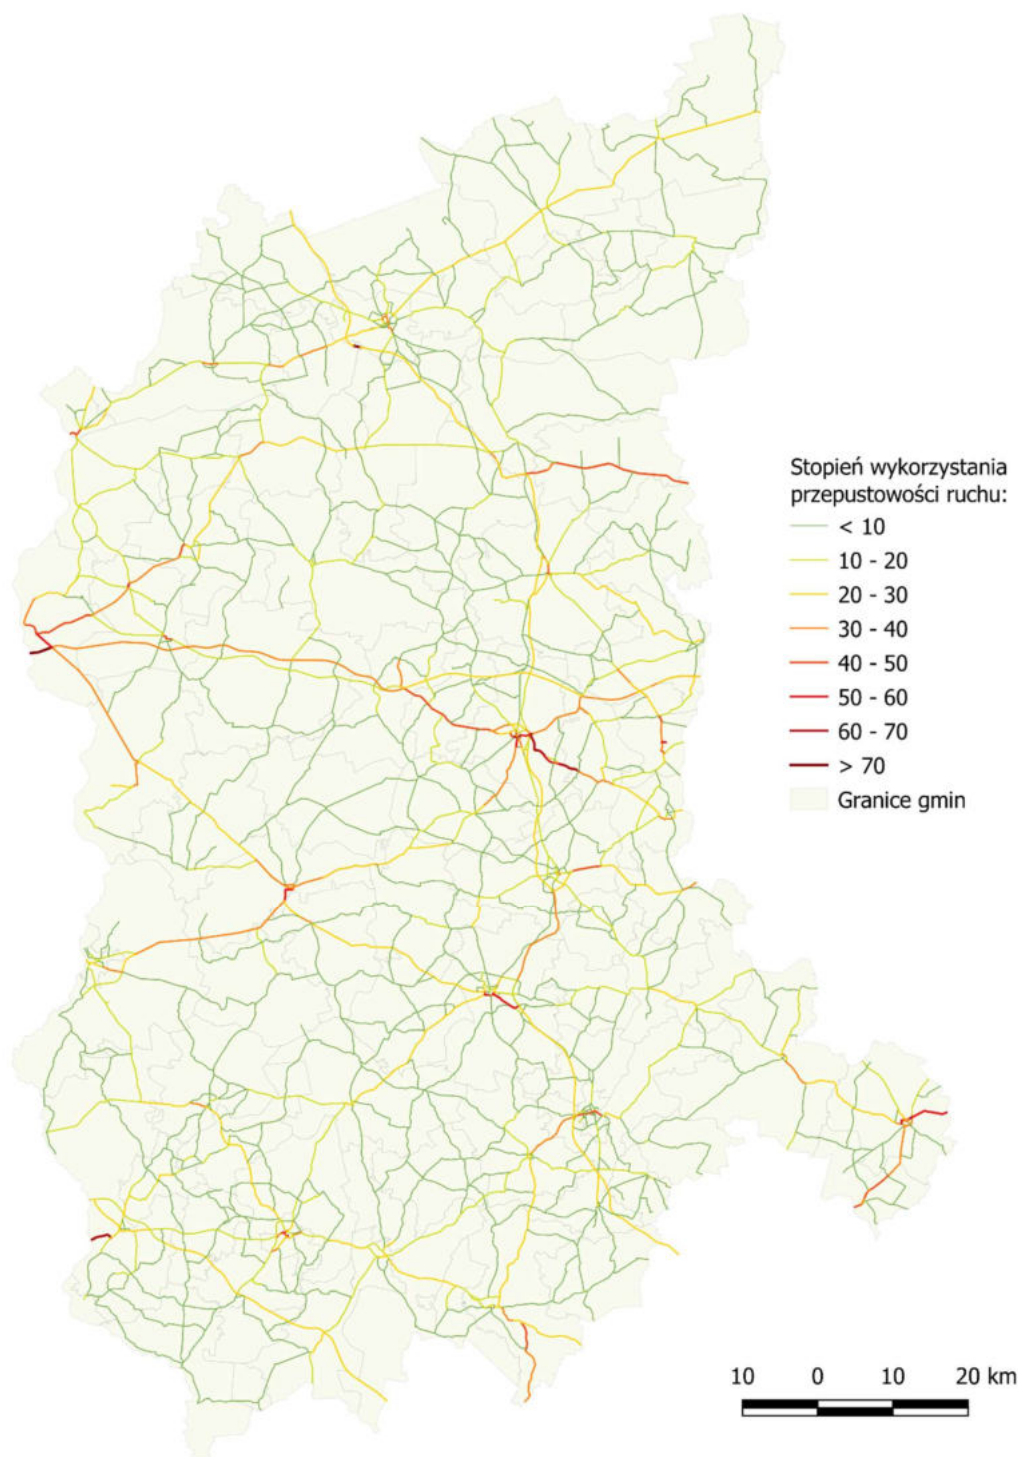 Stopień wykorzystania
przepustowości ruchu:
< 10
10 - 20
20 - 30
30 - 40
40 - 50
50 - 60
60 - 70
> 70
Granice gmin
10 0 10 20 km